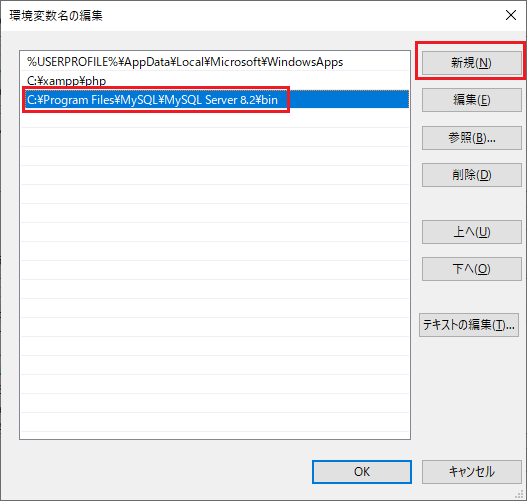 環境変数名の編集
%USERPROFILE%¥AppData¥Local¥Microsoft¥WindowsApps
C:¥xampp¥php
C:¥Program Files¥MySQL¥MySQL Server 8.2¥bin
新規(N)
編集(E)
参照(B)...
削除(D)
上へ(U)
下へ(O)
テキストの編集(T)...
OK
キャンセル